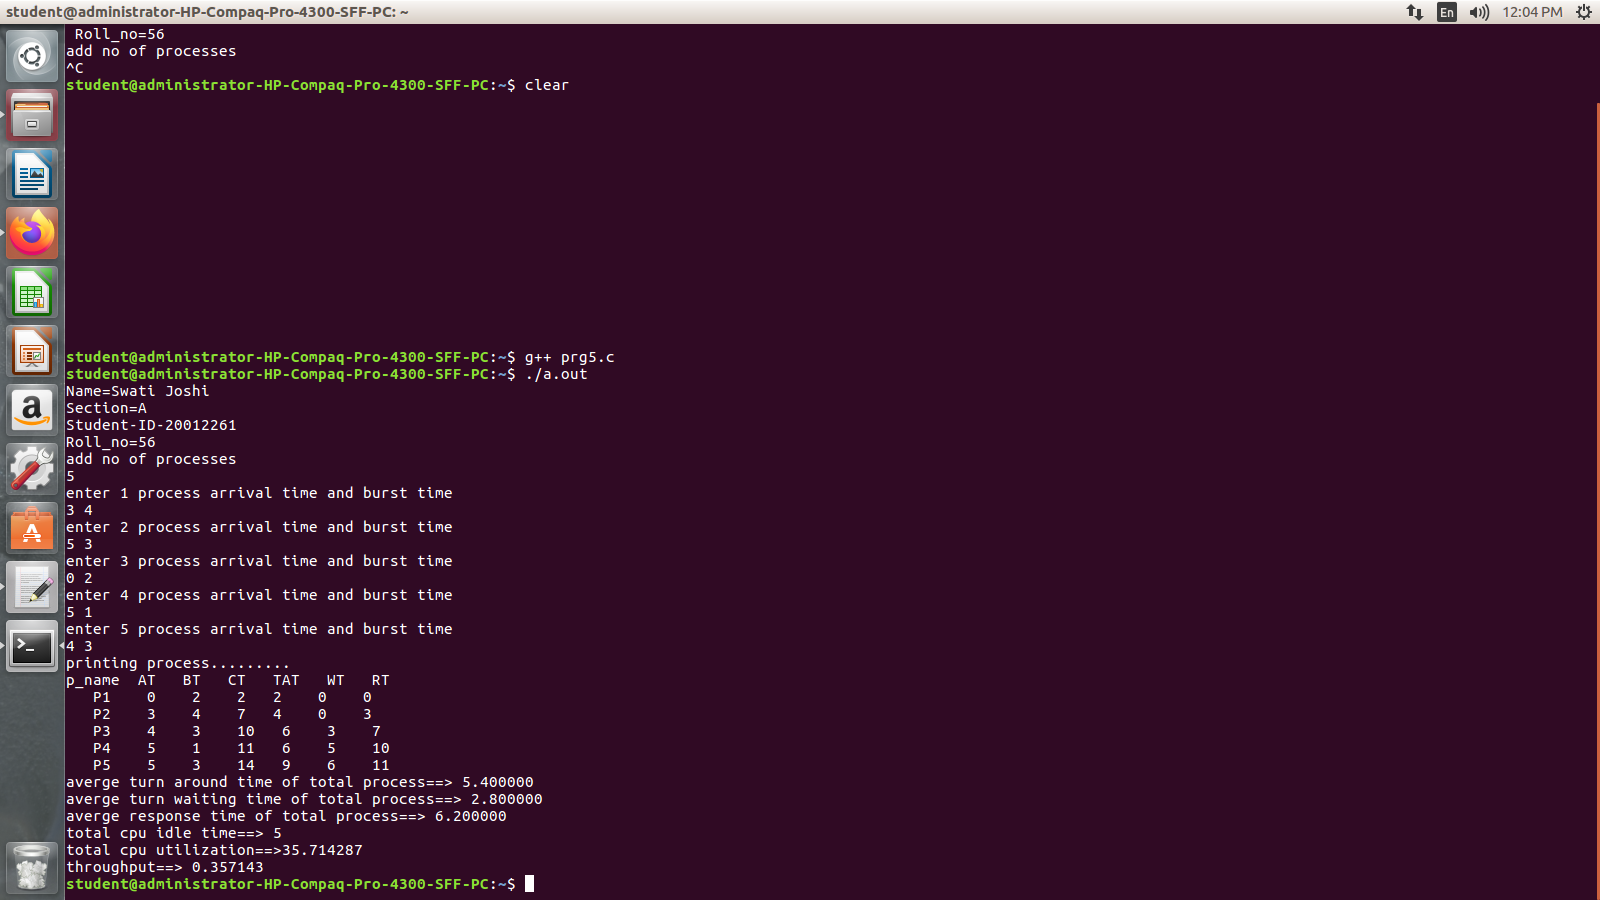 student@administrator-HP-Compaq-Pro-4300-SFF-PC: ~
En
12:04 PM
Roll_no=56
add no of processes
^C
student@administrator-HP-Compaq-Pro-4300-SFF-PC:~$ clear
student@administrator-HP-Compaq-Pro-4300-SFF-PC:~$ g++ prg5.c
student@administrator-HP-Compaq-Pro-4300-SFF-PC:~$ ./a.out
Name=Swati Joshi
Section=A
Student-ID-20012261
Roll_no=56
add no of processes
5
enter 1 process arrival time and burst time
3 4
enter 2 process arrival time and burst time
5 3
enter 3 process arrival time and burst time
0 2
enter 4 process arrival time and burst time
5 1
enter 5 process arrival time and burst time
4 3
printing process.........
p_name AT BT CT TAT WT RT
P1 0 2 2 2 0 0
P2 3 4 7 4 0 3
P3 4 3 10 6 3 7
P4 5 1 11 6 5 10
P5 5 3 14 9 6 11
averge turn around time of total process==> 5.400000
averge turn waiting time of total process==> 2.800000
averge response time of total process==> 6.200000
total cpu idle time==> 5
total cpu utilization==>35.714287
throughput==> 0.357143
student@administrator-HP-Compaq-Pro-4300-SFF-PC:~$